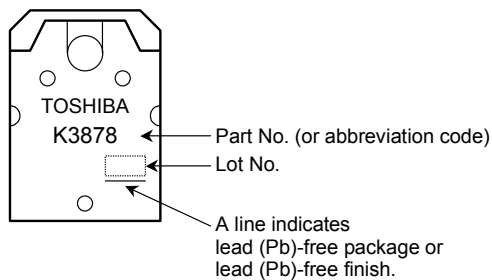 TOSHIBA
K3878
Part No. (or abbreviation code)
Lot No.
A line indicates
lead (Pb)-free package or
lead (Pb)-free finish.